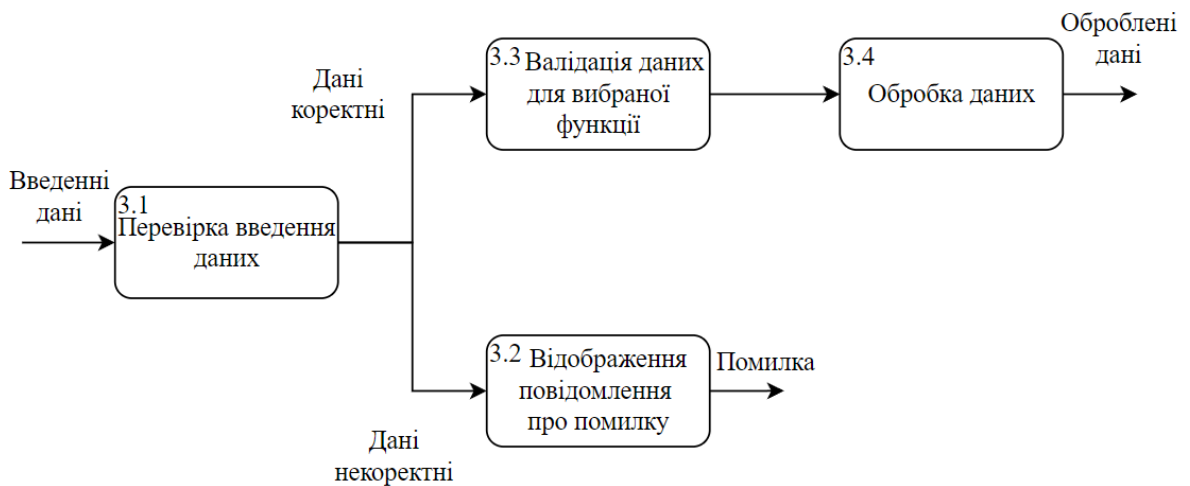 Введенні
дані
3.1
Перевірка введення
даних
Дані
коректні
3.3 Валідація даних
для вибраної
функції
3.4
Обробка даних
Оброблені
дані
Дані
некоректні
3.2 Відображення
повідомлення
про помилку
Помилка